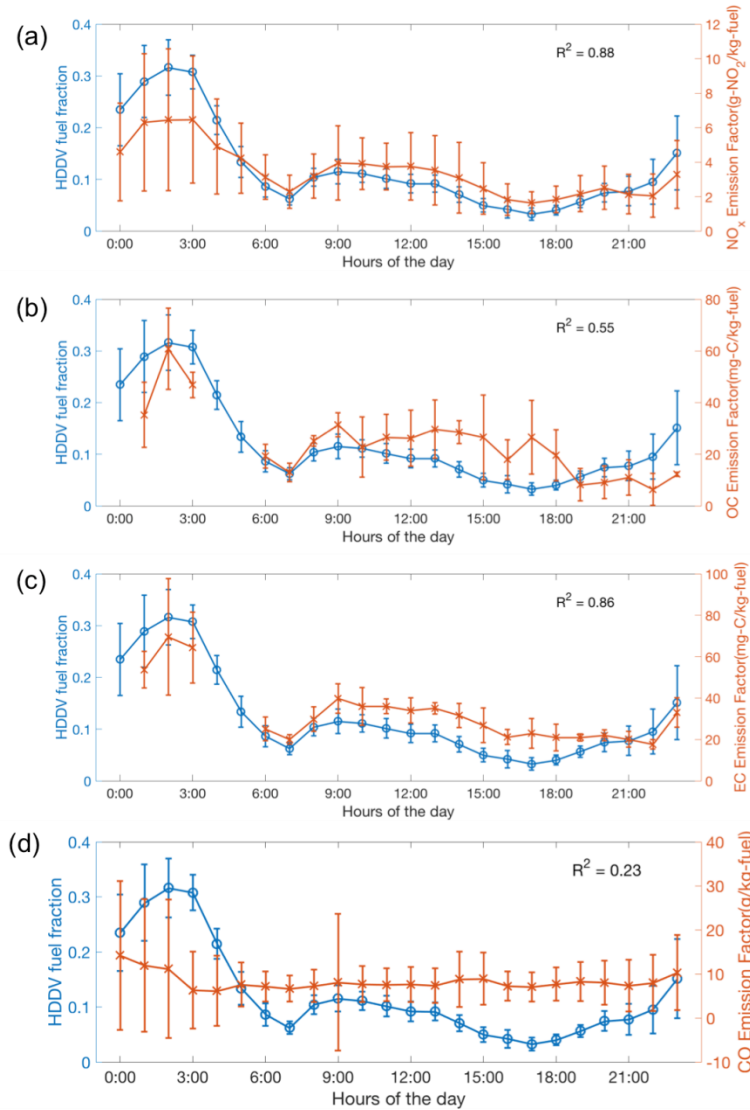 (a)
0.4
0.3
0.2
0.1
0
HDDV fuel fraction
R² = 0.88
12
10
8
6
4
2
0
NOx Emission Factor(g-NO2/kg-fuel)
0:00 3:00 6:00 9:00 12:00 15:00 18:00 21:00
Hours of the day
(b)
0.4
0.3
0.2
0.1
0
HDDV fuel fraction
R² = 0.55
80
60
40
20
0
OC Emission Factor(mg-C/kg-fuel)
0:00 3:00 6:00 9:00 12:00 15:00 18:00 21:00
Hours of the day
(c)
0.4
0.3
0.2
0.1
0
HDDV fuel fraction
R² = 0.86
100
80
60
40
20
0
EC Emission Factor(mg-C/kg-fuel)
0:00 3:00 6:00 9:00 12:00 15:00 18:00 21:00
Hours of the day
(d)
0.4
0.3
0.2
0.1
0
HDDV fuel fraction
R² = 0.23
40
30
20
10
0
-10
CO Emission Factor(g/kg-fuel)
0:00 3:00 6:00 9:00 12:00 15:00 18:00 21:00
Hours of the day